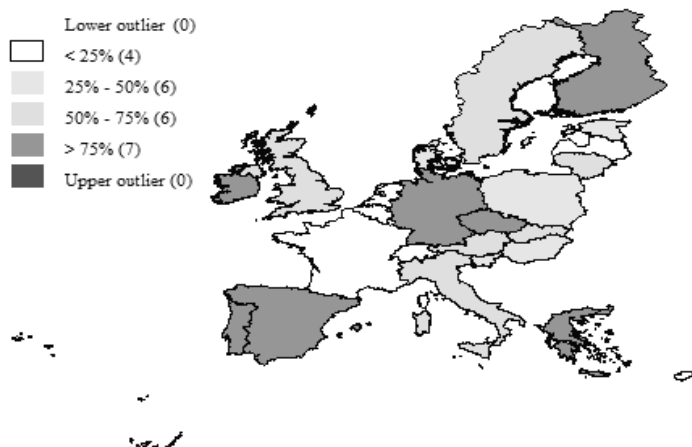 Lower outlier (0)
< 25% (4)
25% - 50% (6)
50% - 75% (6)
> 75% (7)
Upper outlier (0)